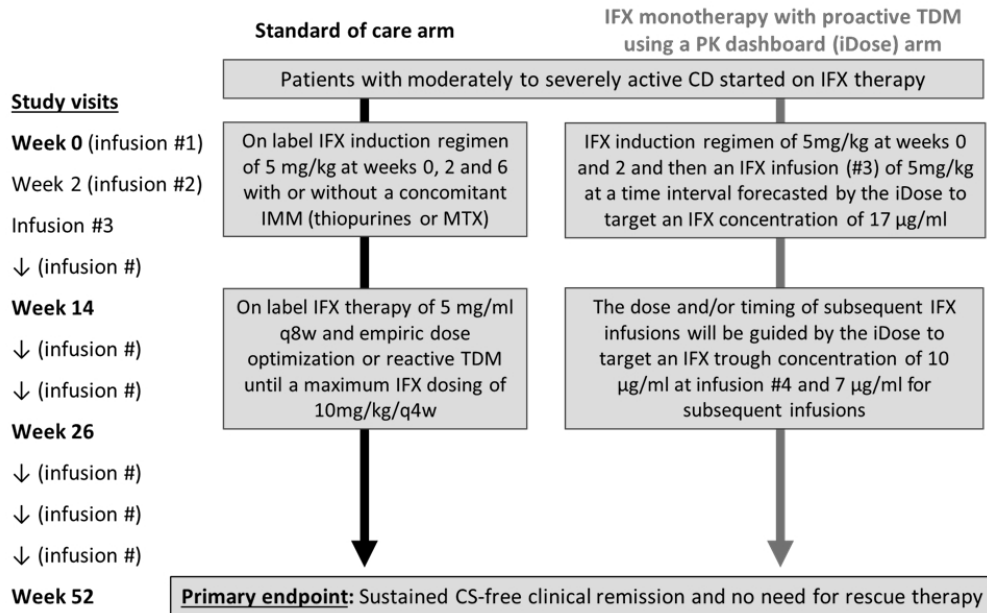 Standard of care arm
IFX monotherapy with proactive TDM
using a PK dashboard (iDose) arm
Patients with moderately to severely active CD started on IFX therapy
Study visits
Week 0 (infusion #1)
Week 2 (infusion #2)
Infusion #3
↓ (infusion #)
Week 14
↓ (infusion #)
↓ (infusion #)
Week 26
↓ (infusion #)
↓ (infusion #)
↓ (infusion #)
Week 52
On label IFX induction regimen
of 5 mg/kg at weeks 0, 2 and 6
with or without a concomitant
IMM (thiopurines or MTX)
IFX induction regimen of 5mg/kg at weeks 0
and 2 and then an IFX infusion (#3) of 5mg/kg
at a time interval forecasted by the iDose to
target an IFX concentration of 17 µg/ml
On label IFX therapy of 5 mg/ml
q8w and empiric dose
optimization or reactive TDM
until a maximum IFX dosing of
10mg/kg/q4w
The dose and/or timing of subsequent IFX
infusions will be guided by the iDose to
target an IFX trough concentration of 10
µg/ml at infusion #4 and 7 µg/ml for
subsequent infusions
Primary endpoint: Sustained CS-free clinical remission and no need for rescue therapy